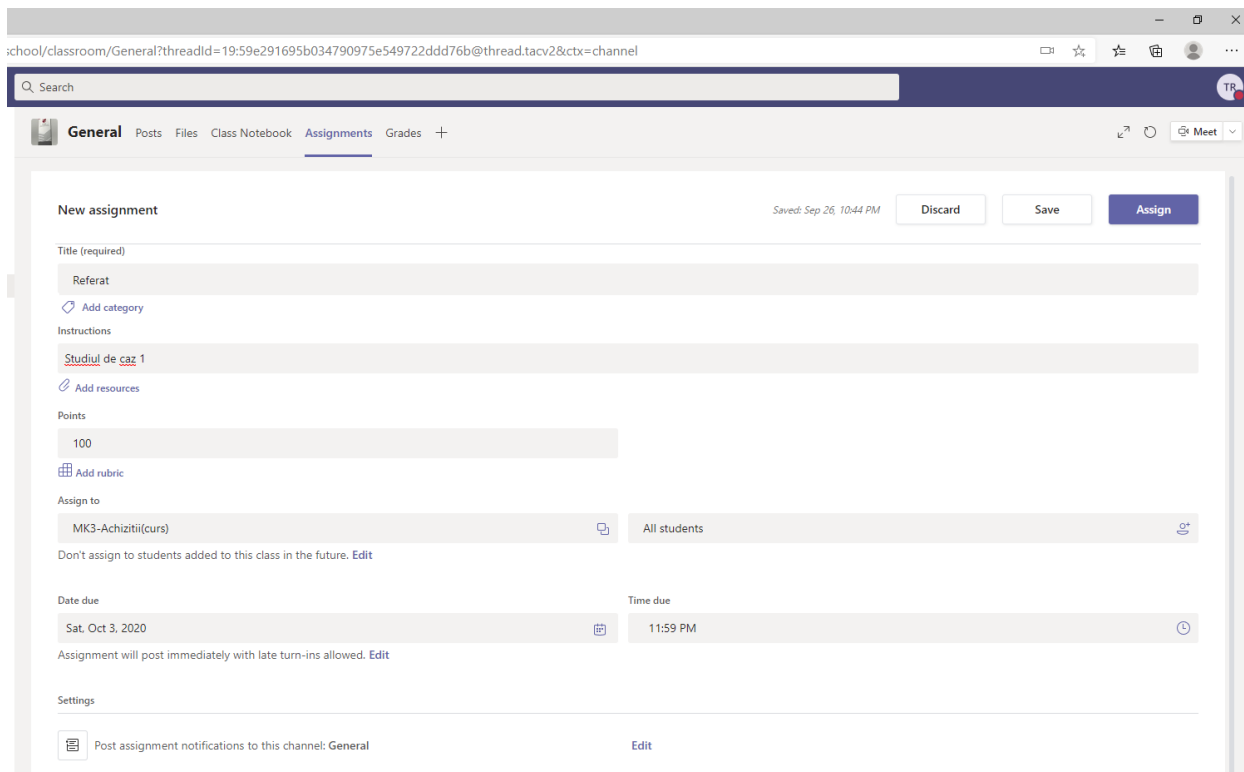 school/classroom/General?threadId=19:59e291695b034790975e549722ddd76b@thread.tacv2&ctx=channel
Search
TR
General Posts Files Class Notebook Assignments Grades
Meet
New assignment Saved: Sep 26, 10:44 PM Discard Save Assign
Title (required)
Referat
Add category
Instructions
Studiul de caz 1
Add resources
Points
100
Add rubric
Assign to
MK3-Achizitii(curs) All students
Don't assign to students added to this class in the future. Edit
Date due Time due
Sat, Oct 3, 2020 11:59 PM
Assignment will post immediately with late turn-ins allowed. Edit
Settings
Post assignment notifications to this channel: General Edit